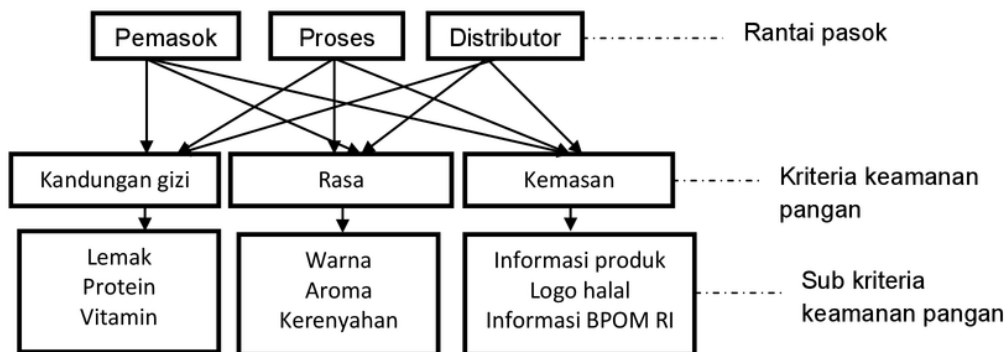 Pemasok
Proses
Distributor
Rantai pasok
Kandungan gizi
Rasa
Kemasan
Kriteria keamanan
pangan
Lemak
Protein
Vitamin
Warna
Aroma
Kerenyahan
Informasi produk
Logo halal
Informasi BPOM RI
Sub kriteria
keamanan pangan